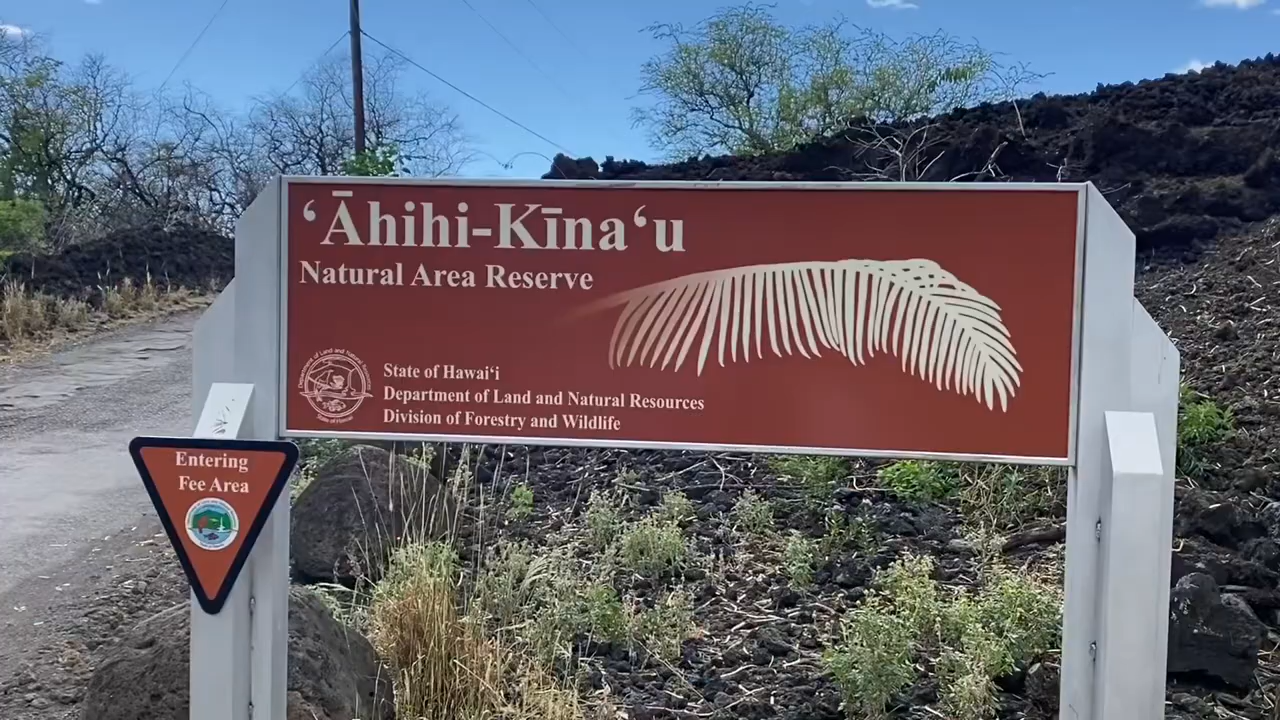 ʻĀhihi-Kīnaʻu
Natural Area Reserve
State of Hawaiʻi
Department of Land and Natural Resources
Division of Forestry and Wildlife
Entering
Fee Area